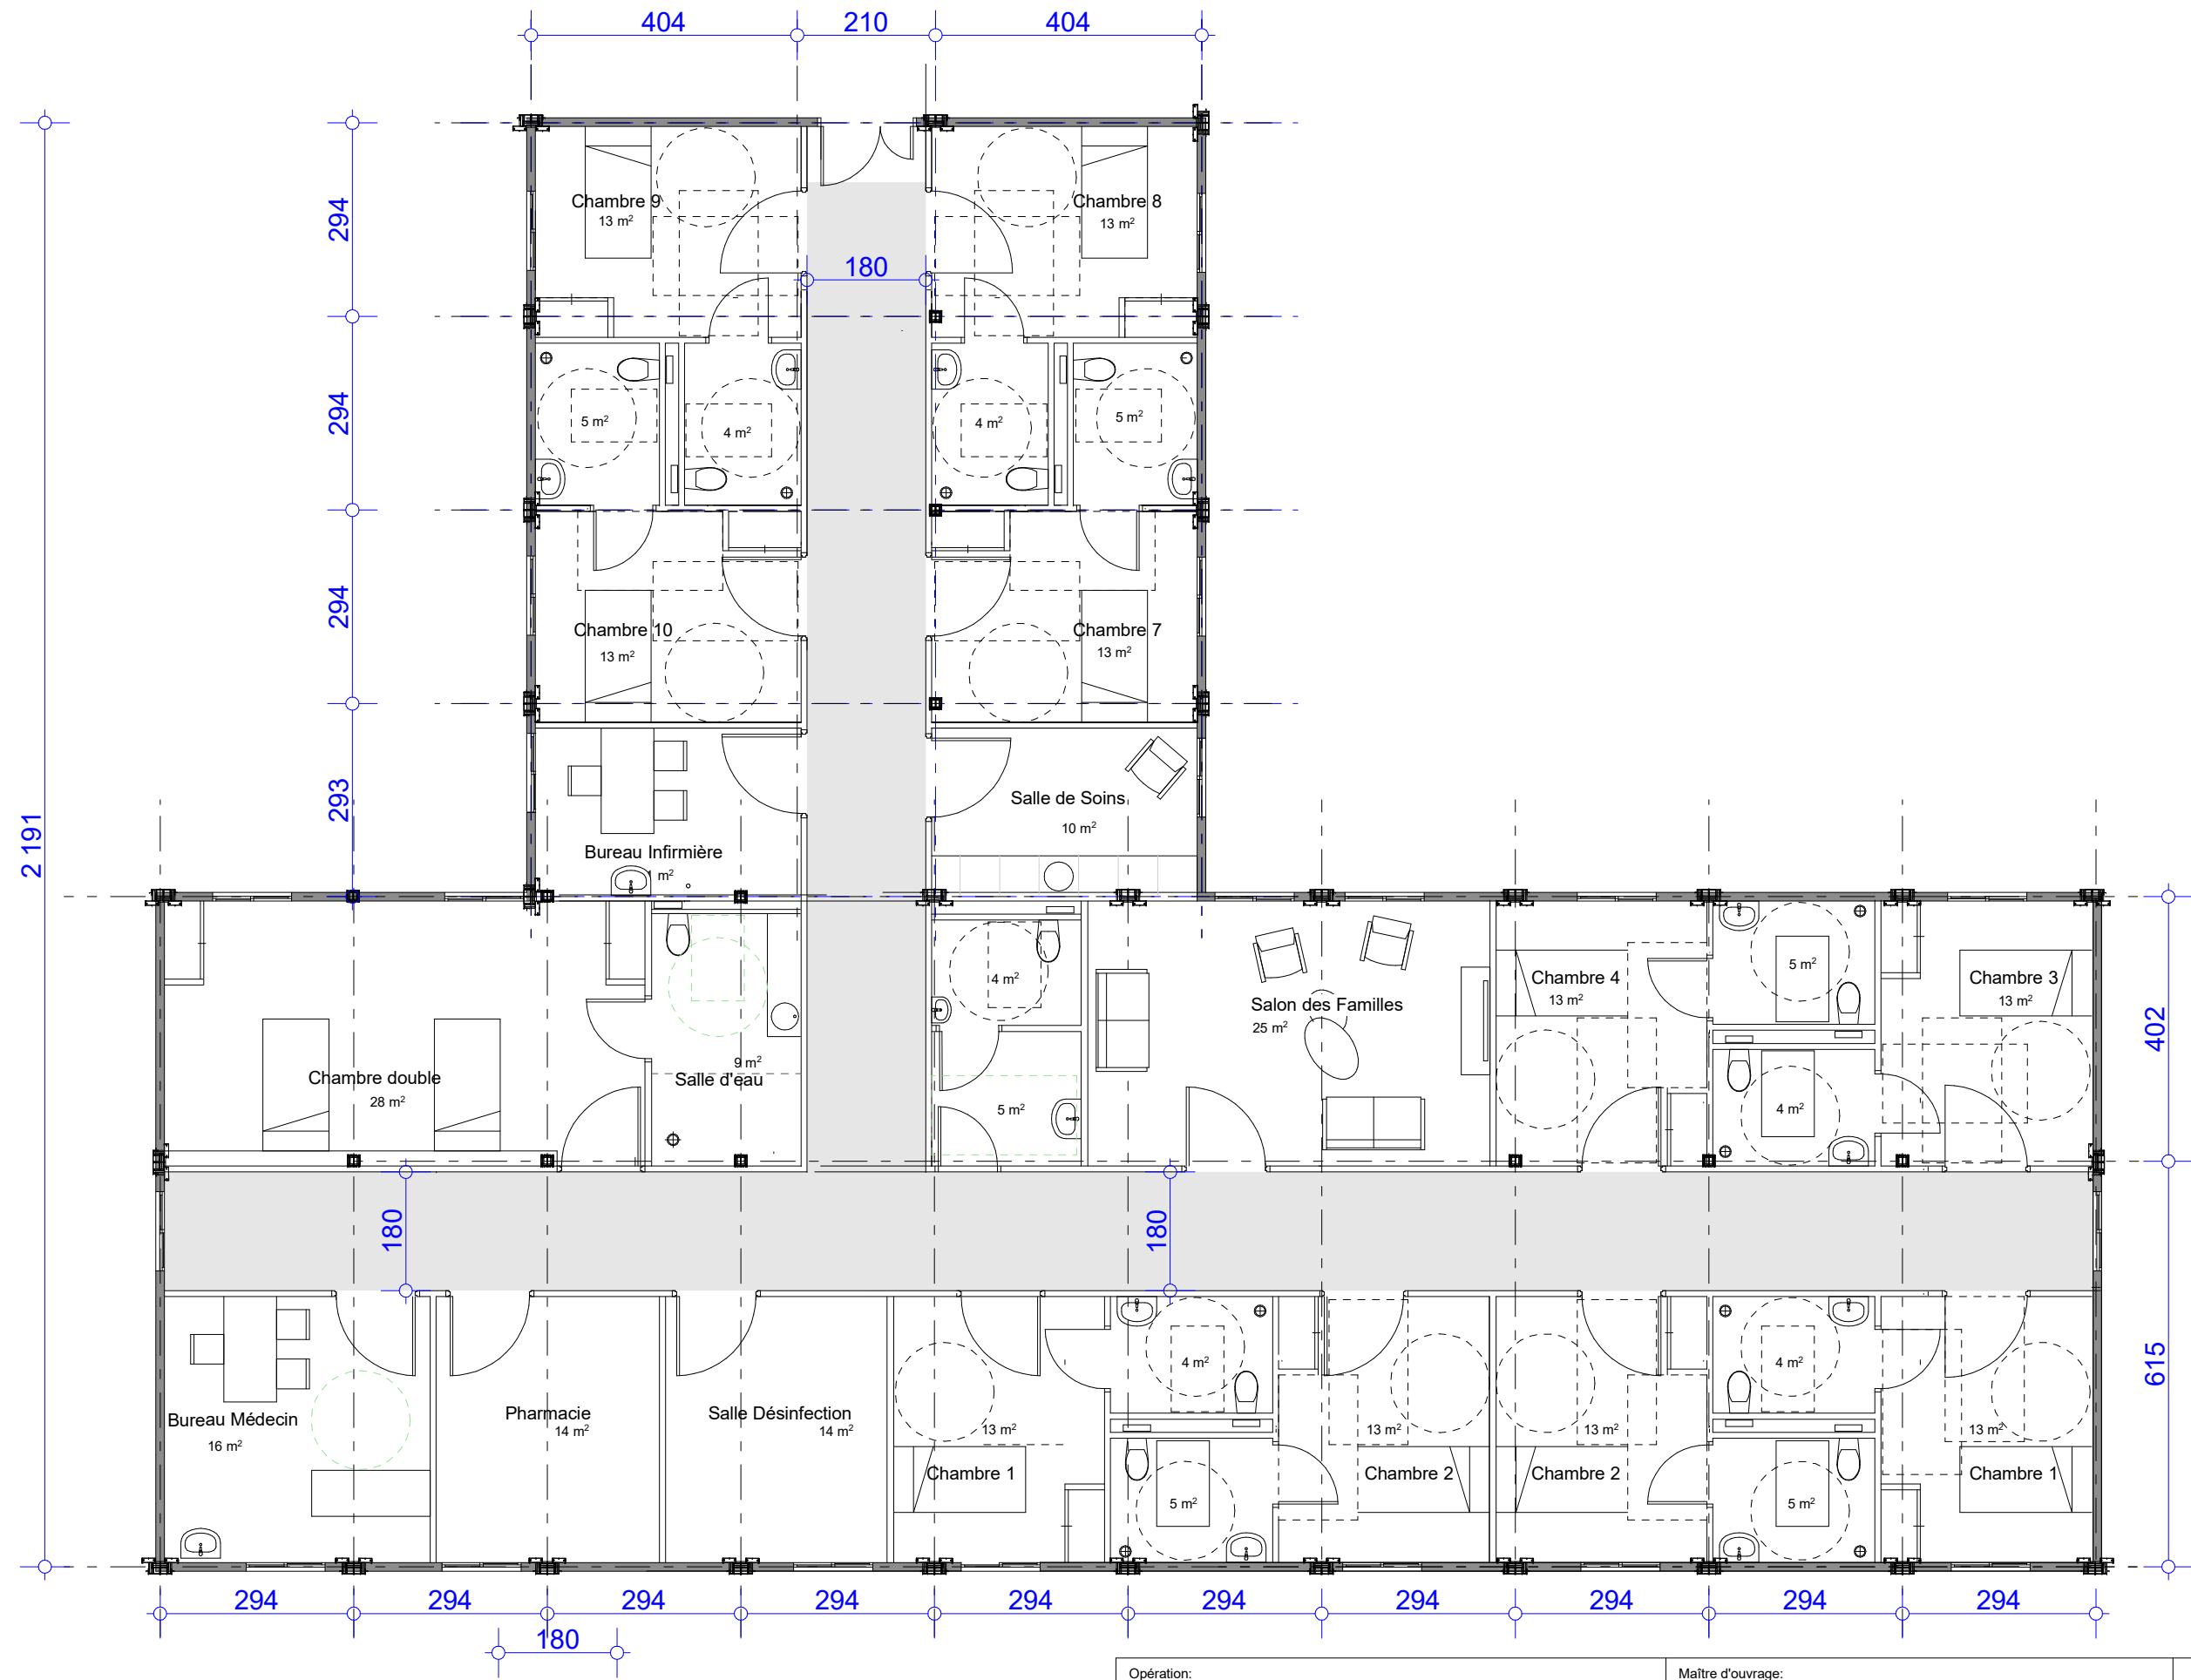 404
210
404
294
Chambre 9
13 m²
Chambre 8
13 m²
180
294
5 m²
4 m²
4 m²
5 m²
294
Chambre 10
13 m²
Chambre 7
13 m²
293
2 191
Salle de Soins
10 m²
Bureau Infirmière
m²
Chambre double
28 m²
9 m²
Salle d'eau
4 m²
5 m²
Salon des Familles
25 m²
Chambre 4
13 m²
5 m²
4 m²
Chambre 3
13 m²
402
180
180
615
Bureau Médecin
16 m²
Pharmacie
14 m²
Salle Désinfection
14 m²
13 m²
Chambre 1
4 m²
5 m²
13 m²
Chambre 2
13 m²
Chambre 2
4 m²
5 m²
13 m²
Chambre 1
294
294
294
294
294
294
294
294
294
294
180
Opération:
Maître d'ouvrage: